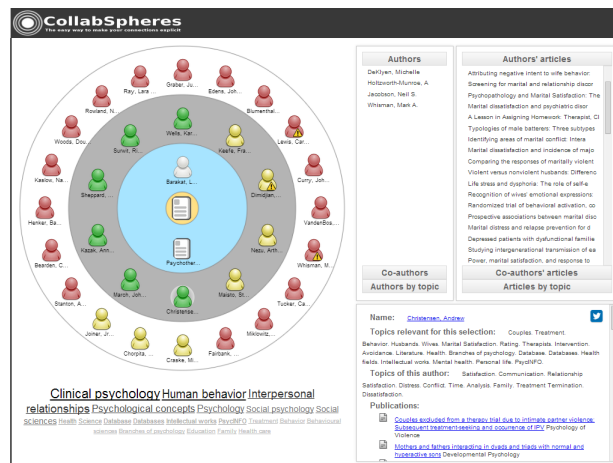 CollabSpheres
The easy way to make your connections explicit
Graber, Ju...
Ray, Lara ...
Edens, Joh...
Rowland, N...
Blumenthal...
Wells, Kar...
Woods, Dou...
Surwit, Ri...
Keefe, Fra...
Lewis, Car...
Barakat, L...
Kaslow, Na...
Sheppard, ...
Dimidjian, ...
Curry, Joh...
Henker, Ba...
VandenBos...
Psychother...
Bearden, C...
Kazak, Ann...
Nezu, Arth...
Whisman, M...
March, Joh...
Maisto, St...
Christense...
Stanton, A...
Tucker, Ca...
Joiner, Jr...
Miklowitz,...
Chorpita, ...
Craske, Mi...
Fairbank, ...
Clinical psychology Human behavior Interpersonal
relationships Psychological concepts Psychology Social psychology Social
sciences Health Science Database Databases Intellectual works PsycINFO Treatment Behavior Behavioural
sciences Branches of psychology Education Family Health care
Authors
DeKlyen, Michelle
Holtzworth-Munroe, A
Jacobson, Neil S.
Whisman, Mark A.
Co-authors
Authors by topic
Authors' articles
Attributing negative intent to wife behavior:
Screening for marital and relationship discor
Psychopathology and Marital Satisfaction: The
Marital dissatisfaction and psychiatric disor
A Lesson in Assigning Homework: Therapist, Cl
Typologies of male batterers: Three subtypes
Identifying areas of marital conflict: Intera
Marital dissatisfaction and incidence of majo
Comparing the responses of maritally violent
Violent versus nonviolent husbands: Differenc
Life stress and dysphoria: The role of self-e
Recognition of wives' emotional expressions:
Randomized trial of behavioral activation, co
Prospective associations between marital disc
Marital distress and relapse prevention for d
Depressed patients with dysfunctional familie
Studying intergenerational transmission of ea
Power, marital satisfaction, and response to
Co-authors' articles
Articles by topic
Name: Christensen, Andrew
Topics relevant for this selection: Couples. Treatment.
Behavior. Husbands. Wives. Marital Satisfaction. Rating. Therapists. Intervention.
Avoidance. Literature. Health. Branches of psychology. Database. Databases. Health
fields. Intellectual works. Mental health. Personal life. PsycINFO.
Topics of this author: Satisfaction. Communication. Relationship
Satisfaction. Distress. Conflict. Time. Analysis. Family. Treatment Termination.
Dissatisfaction.
Publications:
Couples excluded from a therapy trial due to intimate partner violence.
Subsequent treatment-seeking and occurrence of IPV Psychology of
Violence
Mothers and fathers interacting in dyads and triads with normal and
hyperactive sons Developmental Psychology